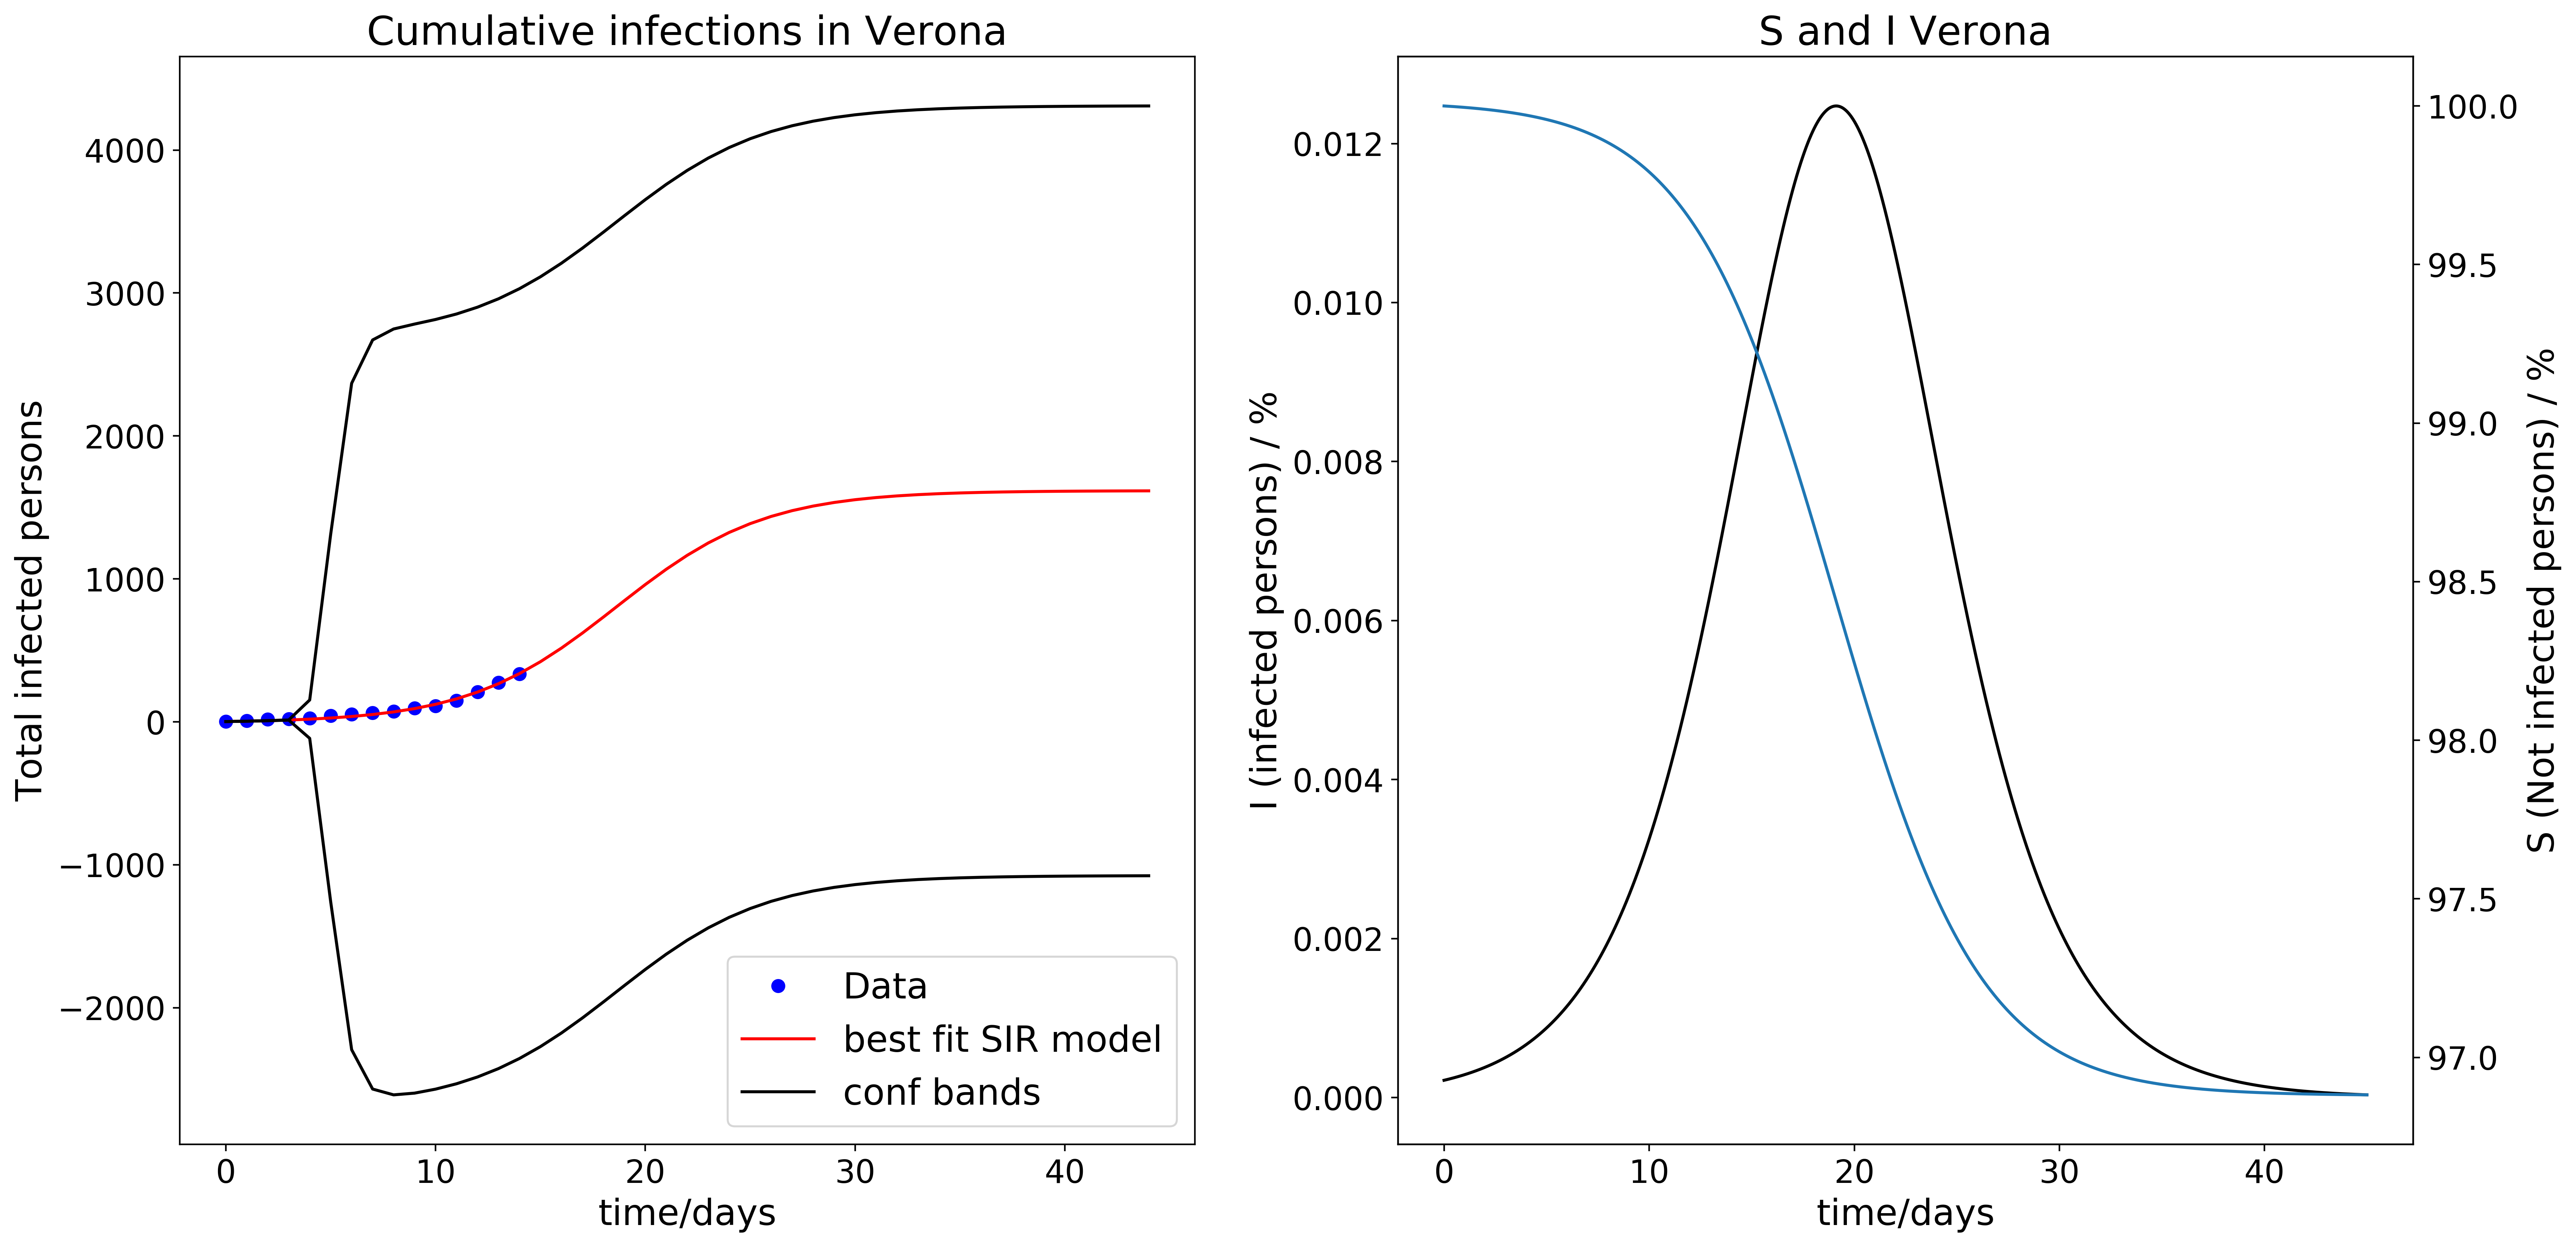 Cumulative infections in Verona
Total infected persons
4000
3000
2000
1000
0
−1000
−2000
0 10 20 30 40
time/days
Data
best fit SIR model
conf bands
S and I Verona
I (infected persons) / %
0.012
0.010
0.008
0.006
0.004
0.002
0.000
0 10 20 30 40
time/days
100.0
99.5
99.0
98.5
98.0
97.5
97.0
S (Not infected persons) / %